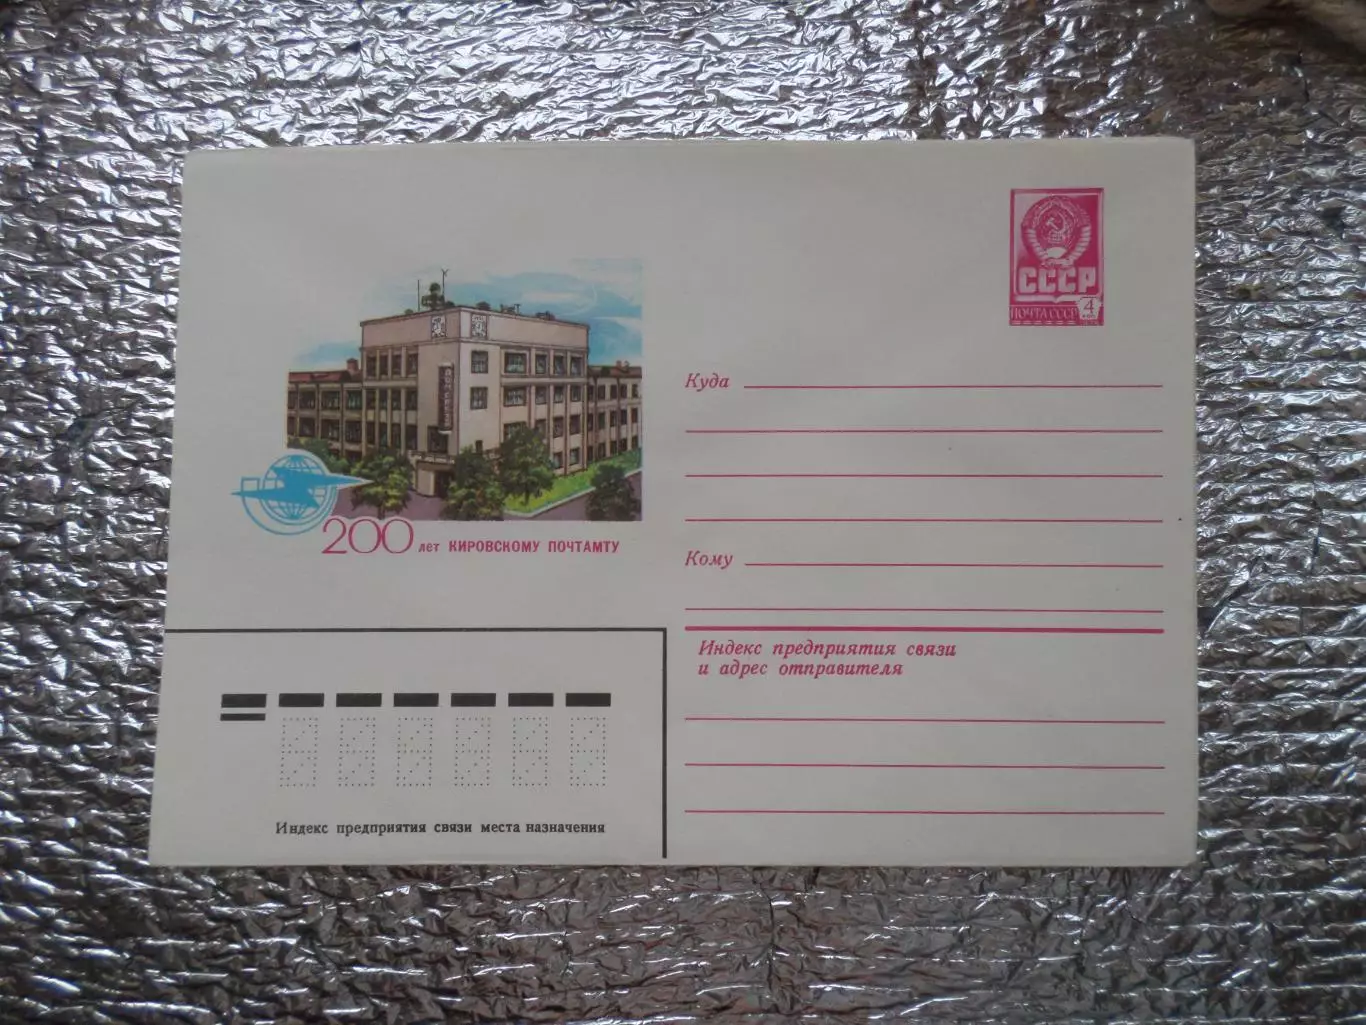 СССР
4
коп
ПОЧТА СССР
Куда
Кому
200 лет КИРОВСКОМУ ПОЧТАМТУ
Индекс предприятия связи
и адрес отправителя
Индекс предприятия связи места назначения